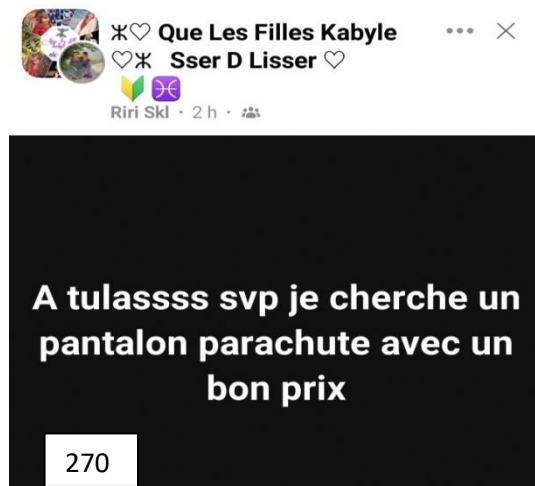 ⵣ♡ Que Les Filles Kabyle
♡ⵣ Sser D Lisser ♡
🔰♓
Riri Skl · 2 h ·
A tulassss svp je cherche un
pantalon parachute avec un
bon prix
270